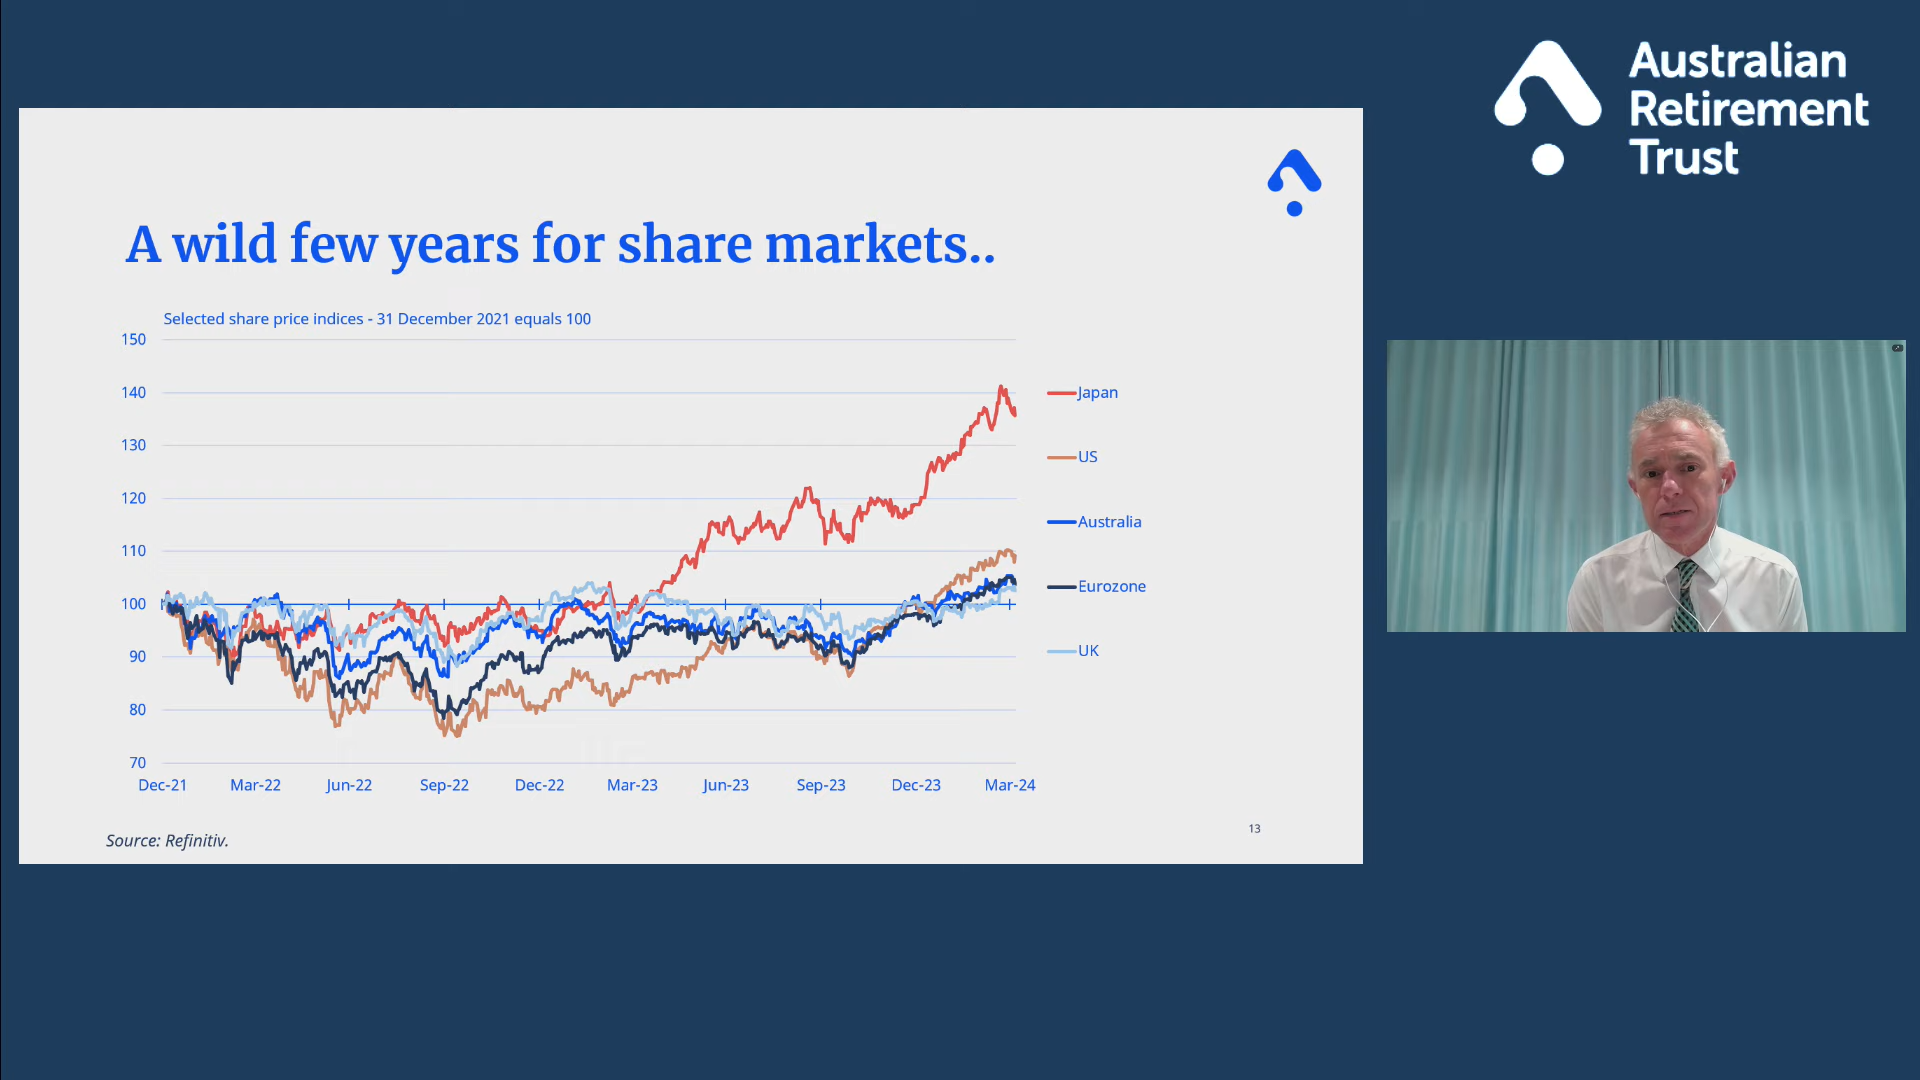 Australian
Retirement
Trust
A wild few years for share markets..
Selected share price indices - 31 December 2021 equals 100
150
140
130
120
110
100
90
80
70
Dec-21 Mar-22 Jun-22 Sep-22 Dec-22 Mar-23 Jun-23 Sep-23 Dec-23 Mar-24
Japan
US
Australia
Eurozone
UK
Source: Refinitiv.
13